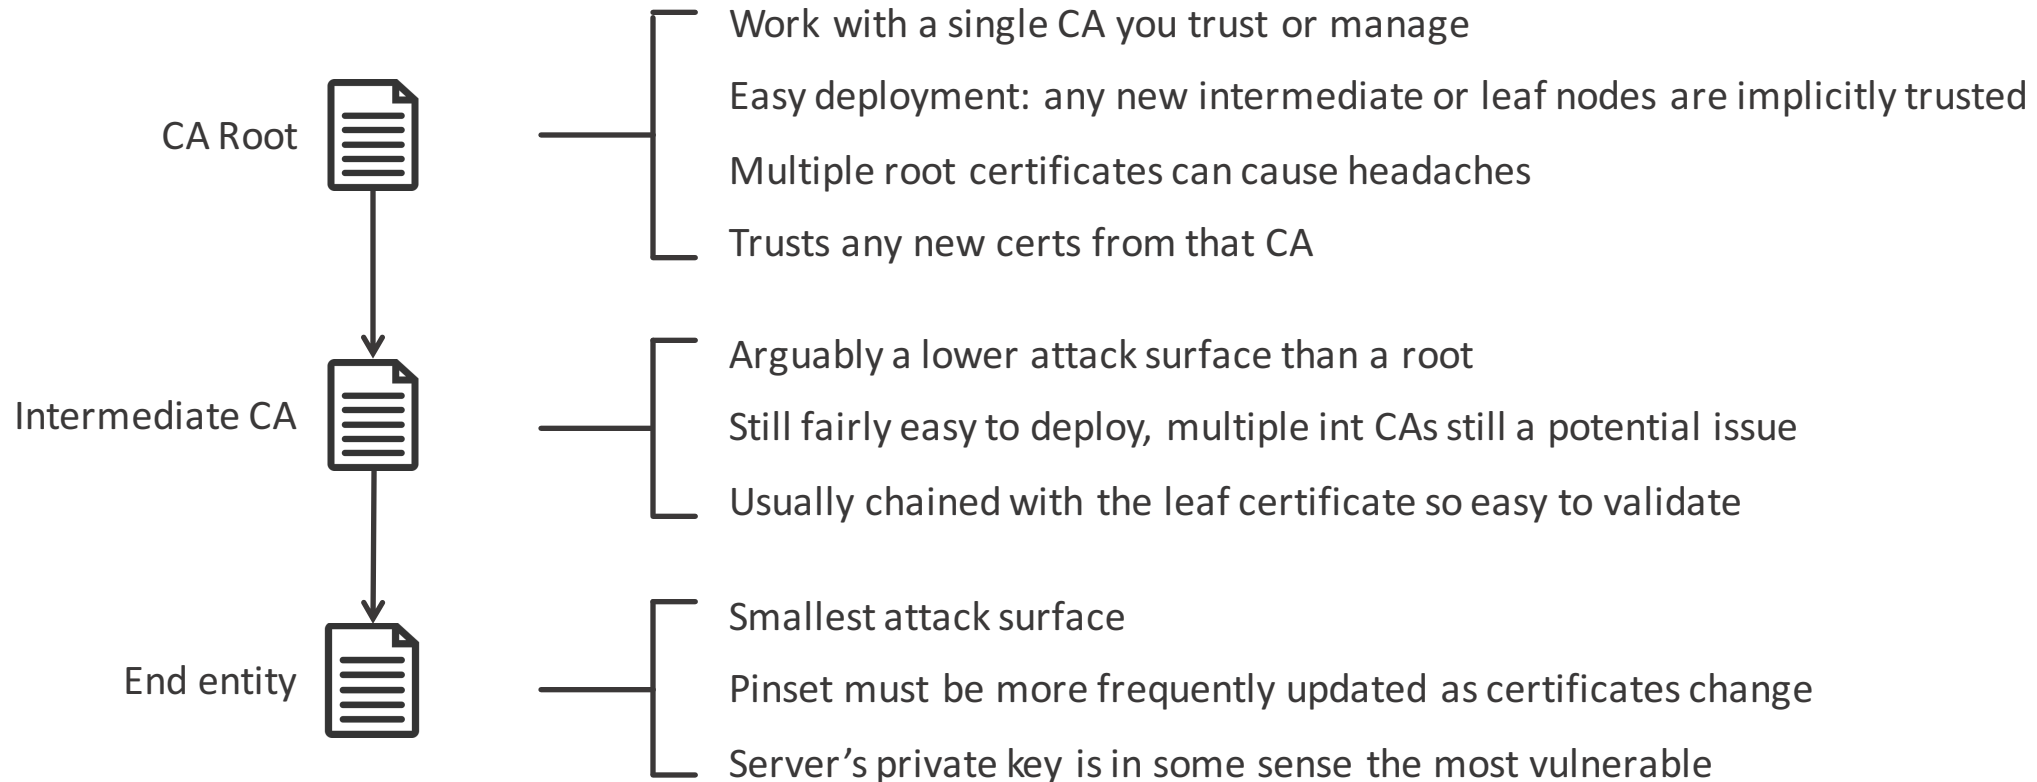 CA Root
Work with a single CA you trust or manage
Easy deployment: any new intermediate or leaf nodes are implicitly trusted
Multiple root certificates can cause headaches
Trusts any new certs from that CA
Intermediate CA
Arguably a lower attack surface than a root
Still fairly easy to deploy, multiple int CAs still a potential issue
Usually chained with the leaf certificate so easy to validate
End entity
Smallest attack surface
Pinset must be more frequently updated as certificates change
Server’s private key is in some sense the most vulnerable